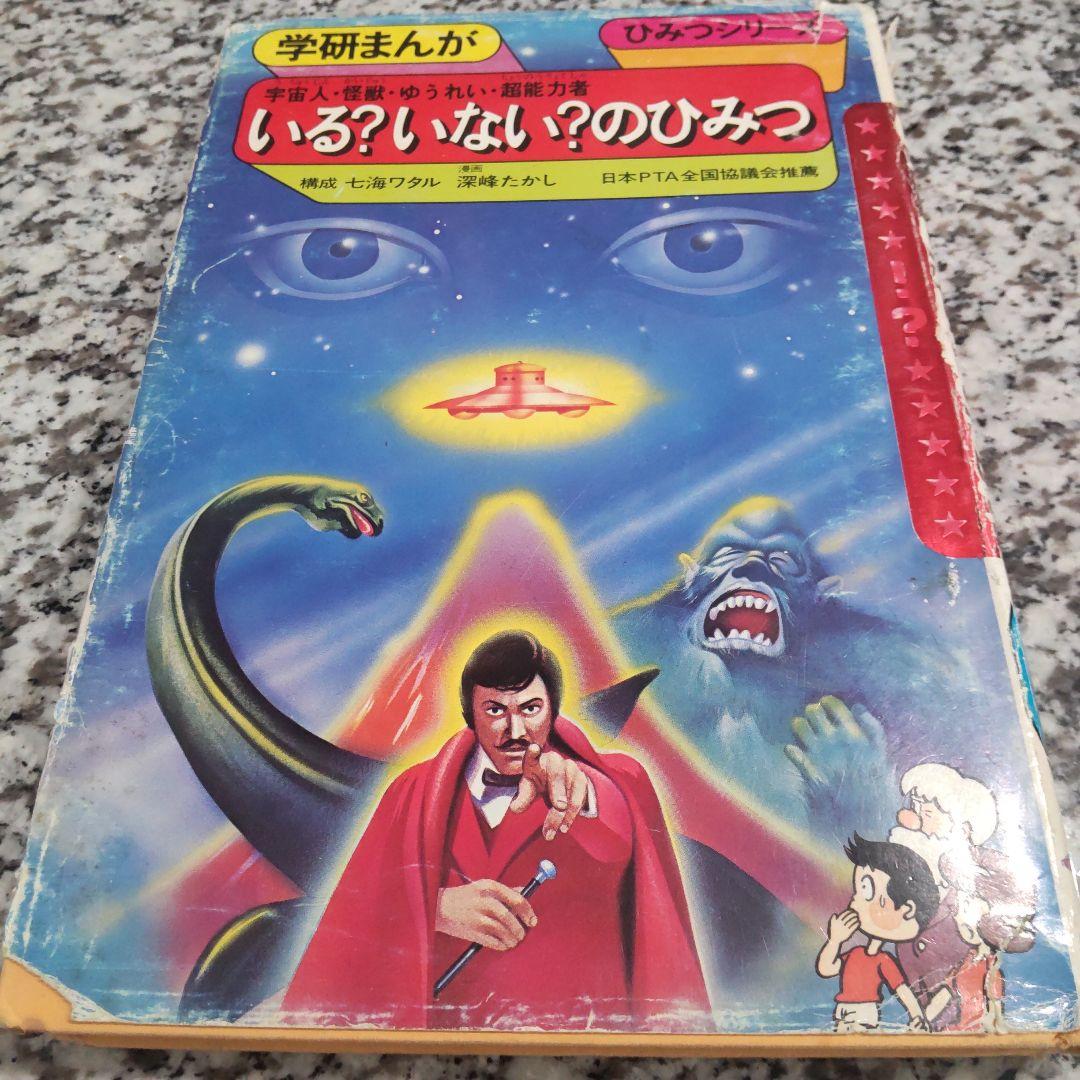 学研まんが
ひみつシリーズ
宇宙人・怪獣・ゆうれい・超能力者
いる?いない?のひみつ
構成 七海ワタル 漫画 深峰たかし 日本PTA全国協議会推薦
★★★★★!?★★★★★